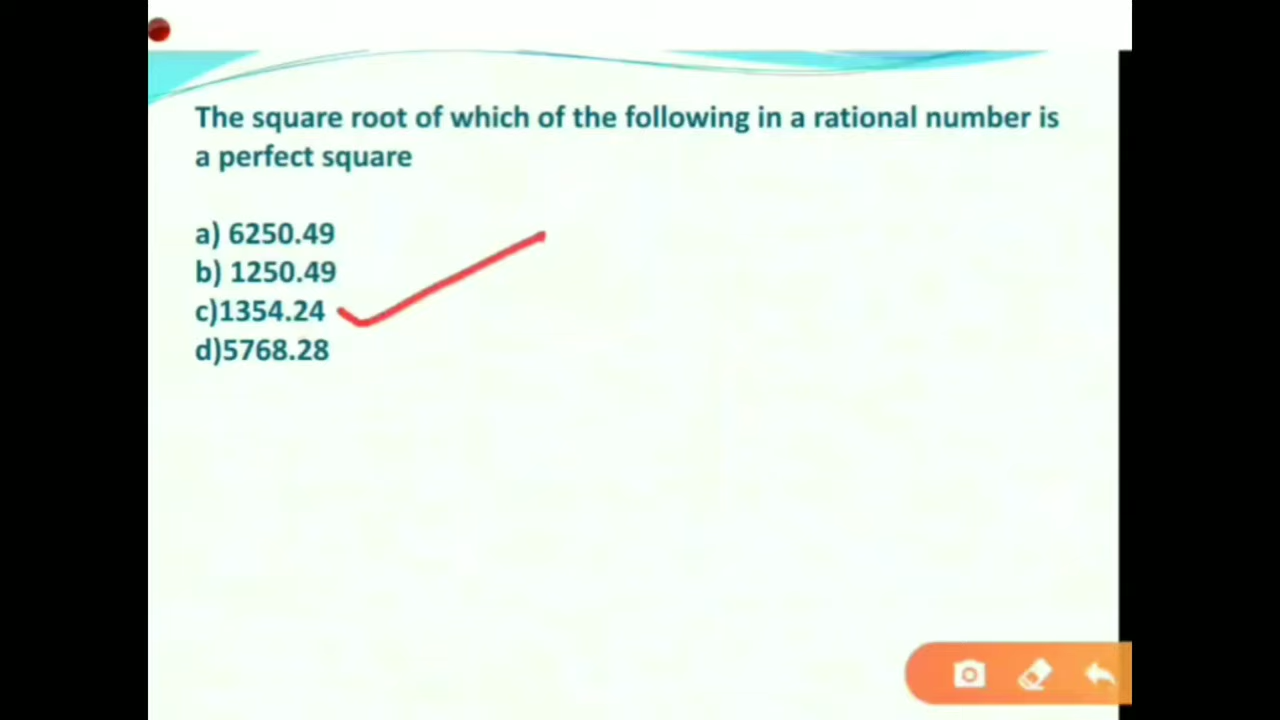 The square root of which of the following in a rational number is
a perfect square
a) 6250.49
b) 1250.49
c)1354.24
d)5768.28